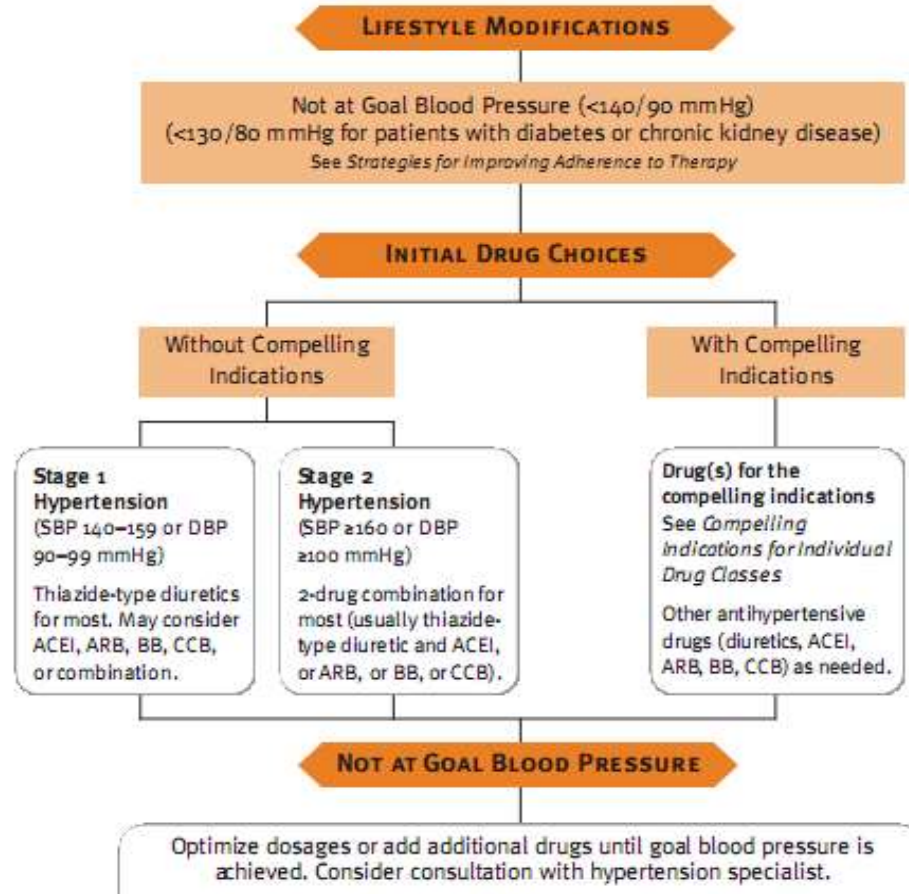 LIFESTYLE MODIFICATIONS
Not at Goal Blood Pressure (<140/90 mmHg)
(<130/80 mmHg for patients with diabetes or chronic kidney disease)
See Strategies for Improving Adherence to Therapy
INITIAL DRUG CHOICES
Without Compelling
Indications
With Compelling
Indications
Stage 1
Hypertension
(SBP 140–159 or DBP
90–99 mmHg)
Thiazide-type diuretics
for most. May consider
ACEI, ARB, BB, CCB,
or combination.
Stage 2
Hypertension
(SBP ≥160 or DBP
≥100 mmHg)
2-drug combination for
most (usually thiazide-
type diuretic and ACEI,
or ARB, or BB, or CCB).
Drug(s) for the
compelling indications
See Compelling
Indications for Individual
Drug Classes
Other antihypertensive
drugs (diuretics, ACEI,
ARB, BB, CCB) as needed.
NOT AT GOAL BLOOD PRESSURE
Optimize dosages or add additional drugs until goal blood pressure is
achieved. Consider consultation with hypertension specialist.